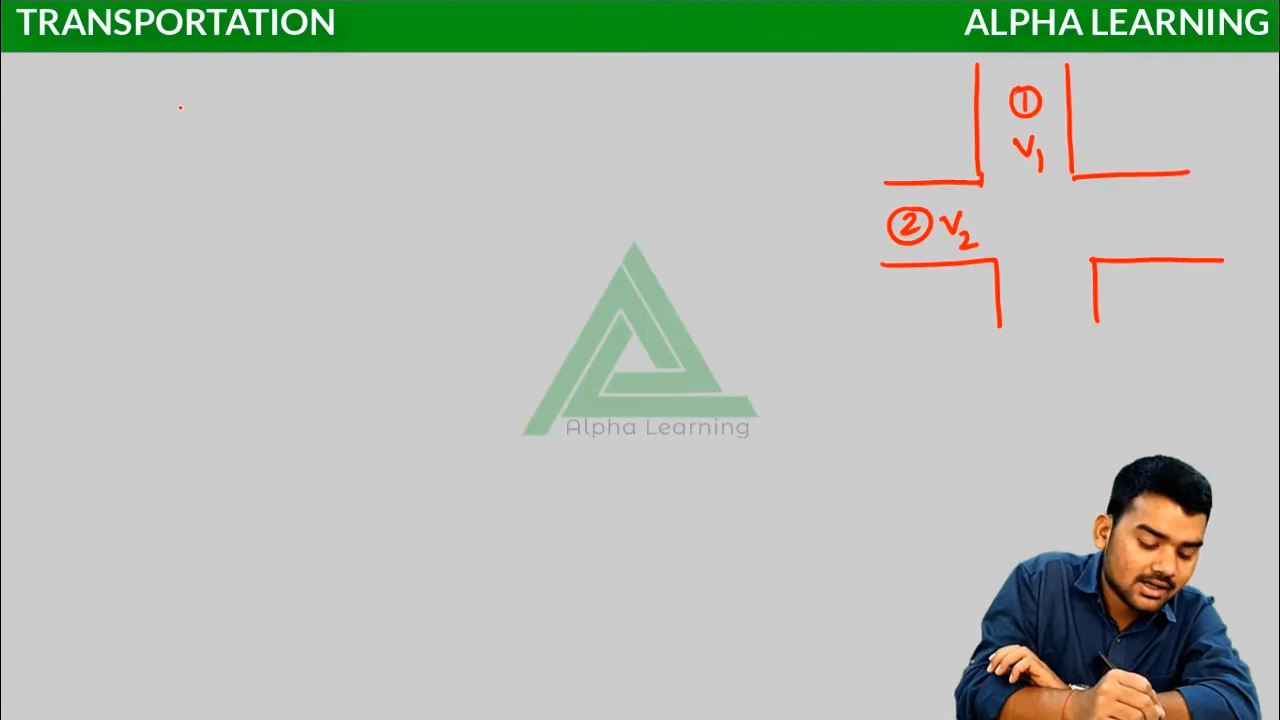 TRANSPORTATION
ALPHA LEARNING
①
V₁
② V₂
Alpha Learning